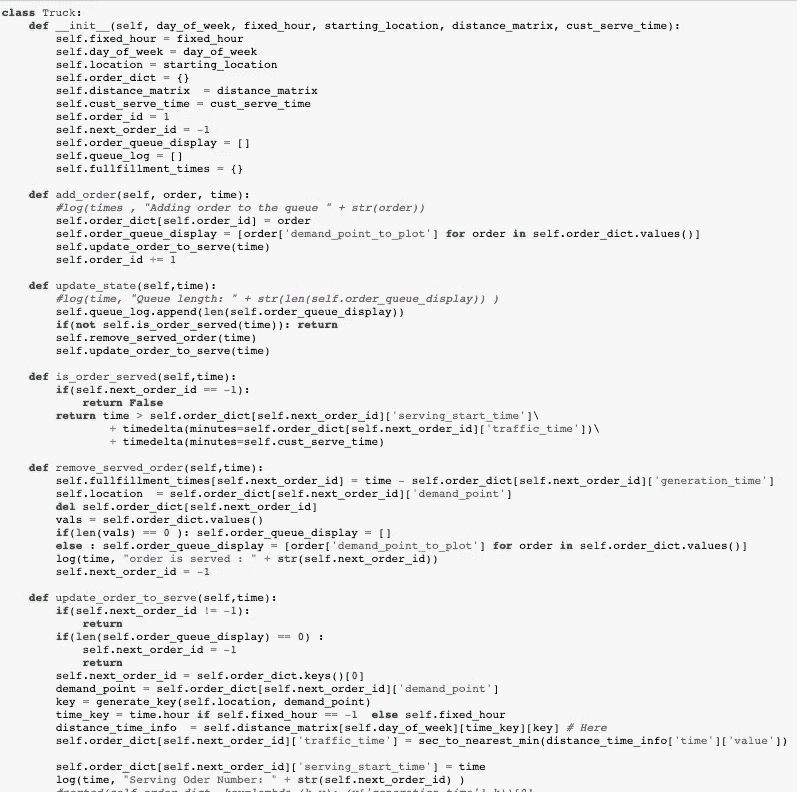 class Truck:
    def __init__(self, day_of_week, fixed_hour, starting_location, distance_matrix, cust_serve_time):
        self.fixed_hour = fixed_hour
        self.day_of_week = day_of_week
        self.location = starting_location
        self.order_dict = {}
        self.distance_matrix  = distance_matrix
        self.cust_serve_time = cust_serve_time
        self.order_id = 1
        self.next_order_id = -1
        self.order_queue_display = []
        self.queue_log = []
        self.fullfillment_times = {}

    def add_order(self, order, time):
        #log(times , "Adding order to the queue " + str(order))
        self.order_dict[self.order_id] = order
        self.order_queue_display = [order['demand_point_to_plot'] for order in self.order_dict.values()]
        self.update_order_to_serve(time)
        self.order_id += 1

    def update_state(self,time):
        #log(time, "Queue length: " + str(len(self.order_queue_display)) )
        self.queue_log.append(len(self.order_queue_display))
        if(not self.is_order_served(time)): return
        self.remove_served_order(time)
        self.update_order_to_serve(time)

    def is_order_served(self,time):
        if(self.next_order_id == -1):
            return False
        return time > self.order_dict[self.next_order_id]['serving_start_time']\
                + timedelta(minutes=self.order_dict[self.next_order_id]['traffic_time'])\
                + timedelta(minutes=self.cust_serve_time)

    def remove_served_order(self,time):
        self.fullfillment_times[self.next_order_id] = time - self.order_dict[self.next_order_id]['generation_time']
        self.location  = self.order_dict[self.next_order_id]['demand_point']
        del self.order_dict[self.next_order_id]
        vals = self.order_dict.values()
        if(len(vals) == 0 ): self.order_queue_display = []
        else : self.order_queue_display = [order['demand_point_to_plot'] for order in self.order_dict.values()]
        log(time, "order is served : " + str(self.next_order_id))
        self.next_order_id = -1

    def update_order_to_serve(self,time):
        if(self.next_order_id != -1):
            return
        if(len(self.order_queue_display) == 0) :
            self.next_order_id = -1
            return
        self.next_order_id = self.order_dict.keys()[0]
        demand_point = self.order_dict[self.next_order_id]['demand_point']
        key = generate_key(self.location, demand_point)
        time_key = time.hour if self.fixed_hour == -1  else self.fixed_hour
        distance_time_info  = self.distance_matrix[self.day_of_week][time_key][key] # Here
        self.order_dict[self.next_order_id]['traffic_time'] = sec_to_nearest_min(distance_time_info['time']['value'])

        self.order_dict[self.next_order_id]['serving_start_time'] = time
        log(time, "Serving Oder Number: " + str(self.next_order_id) )